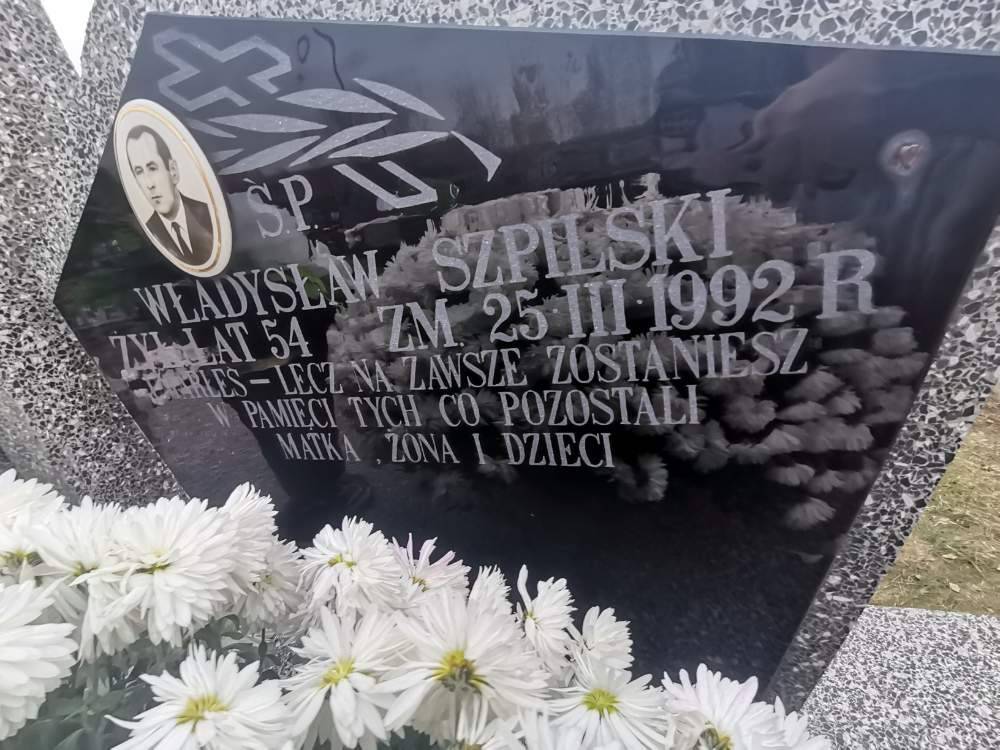 Ś.P.
WŁADYSŁAW SZPILSKI
ŻYŁ LAT 54 ZM. 25·III·1992 R
UMARŁEŚ – LECZ NA ZAWSZE ZOSTANIESZ
W PAMIĘCI TYCH CO POZOSTALI
MATKA, ŻONA I DZIECI